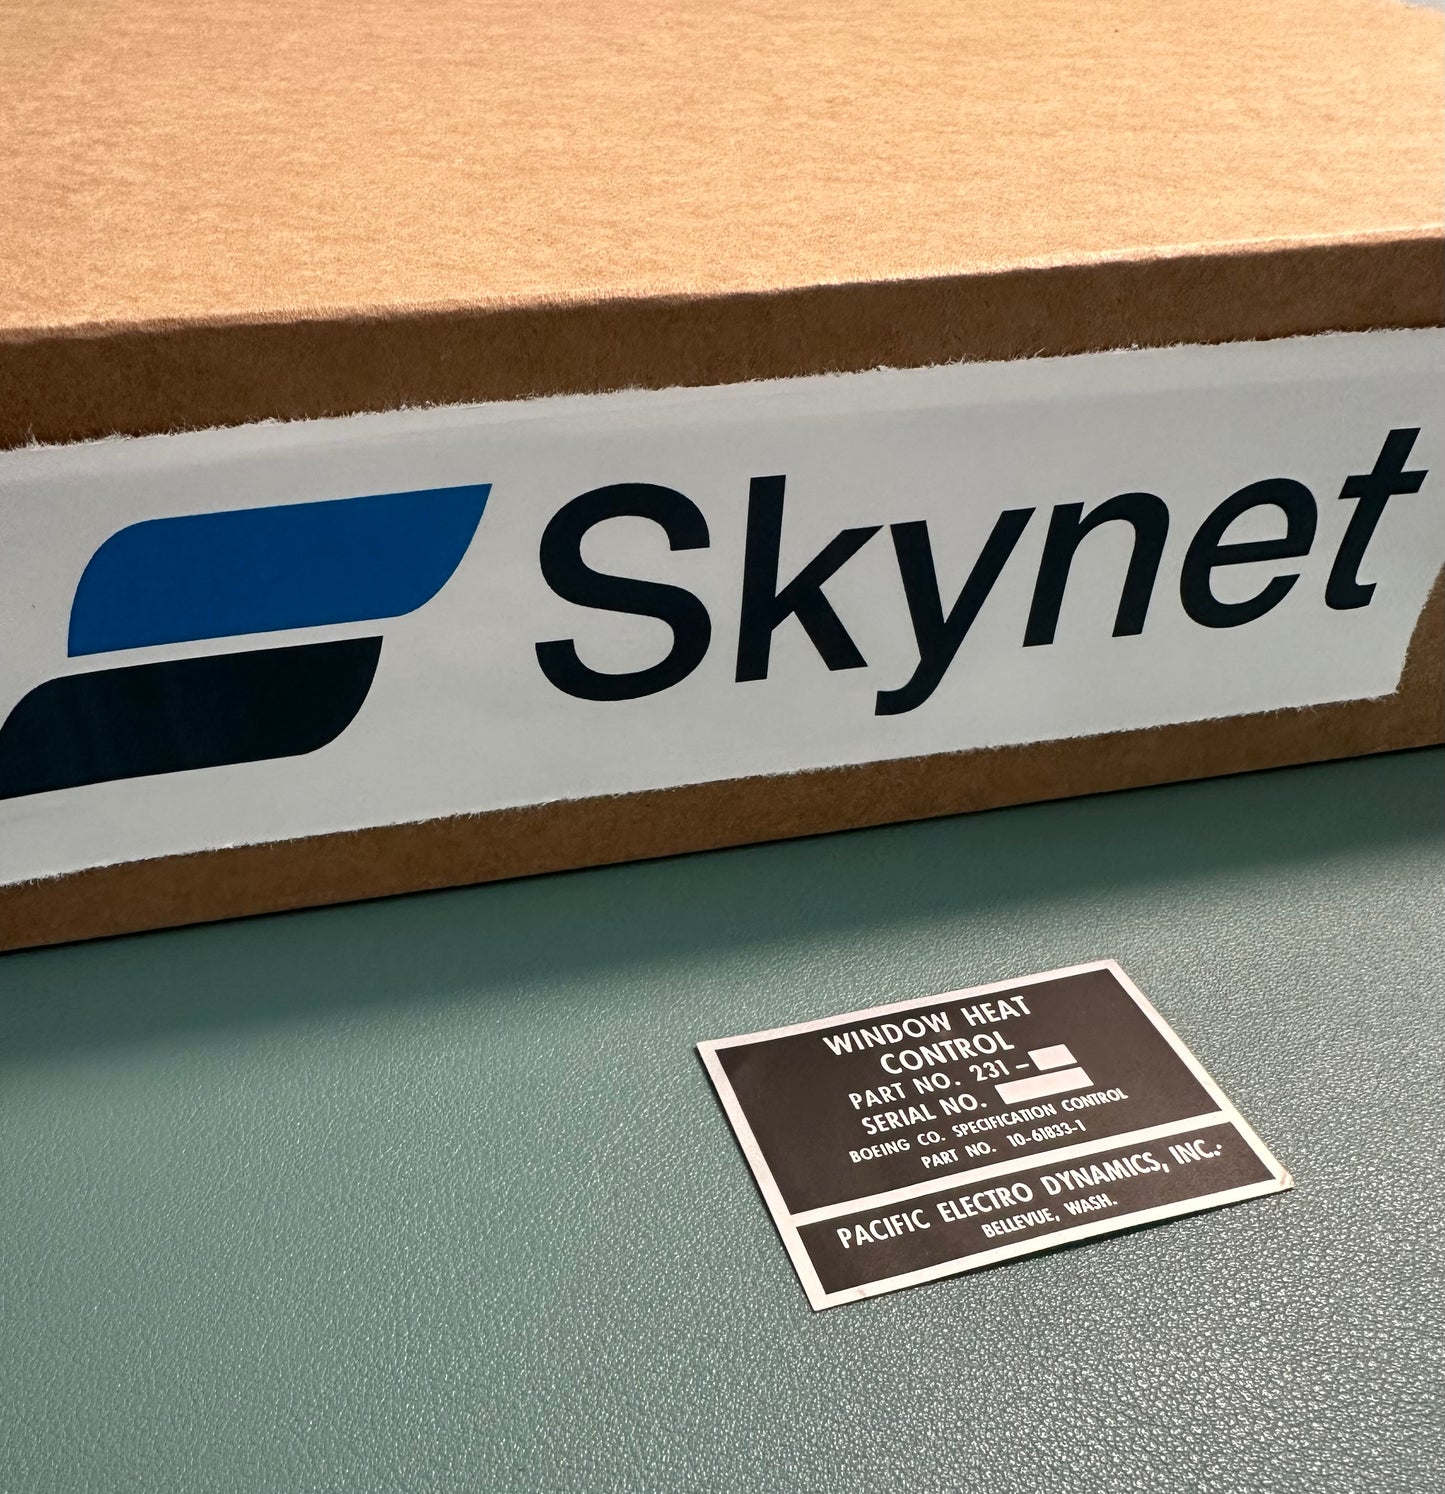 Skynet
WINDOW HEAT
CONTROL
PART NO. 231-
SERIAL NO.
BOEING CO. SPECIFICATION CONTROL
PART NO. 10-61833-1
PACIFIC ELECTRO DYNAMICS, INC.
BELLEVUE, WASH.